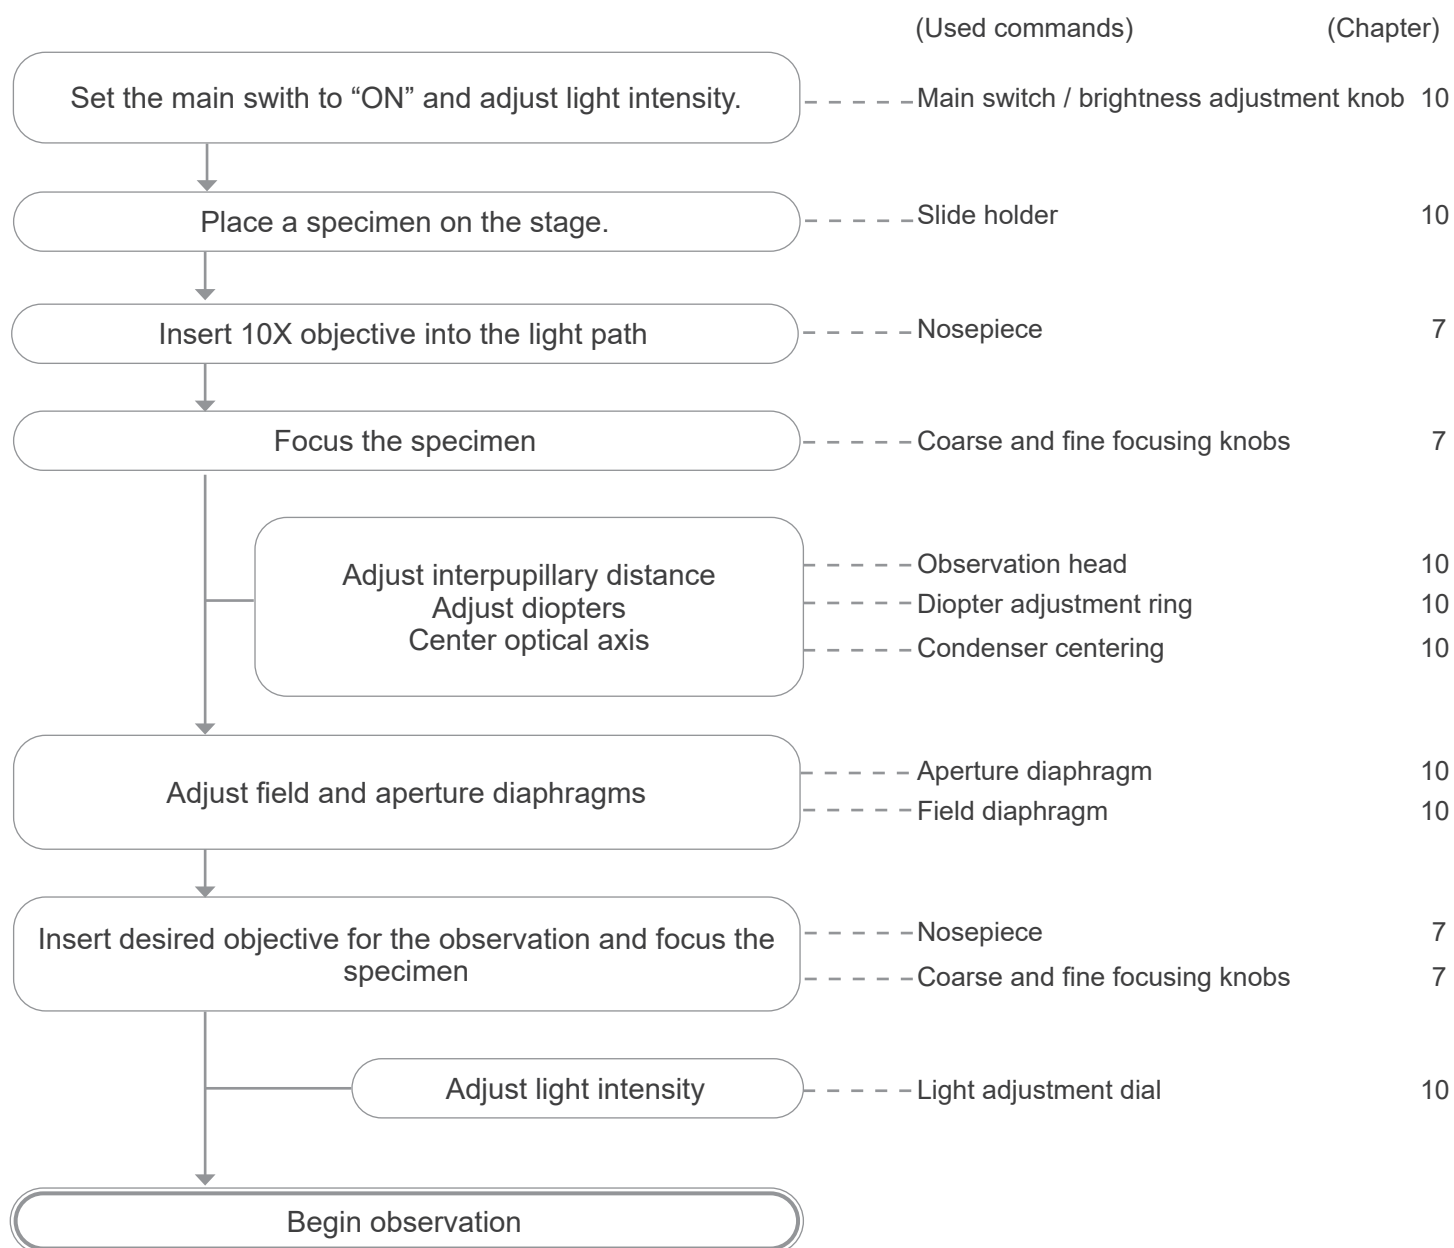 (Used commands) (Chapter)
Set the main swith to “ON” and adjust light intensity. Main switch / brightness adjustment knob 10
Place a specimen on the stage. Slide holder 10
Insert 10X objective into the light path Nosepiece 7
Focus the specimen Coarse and fine focusing knobs 7
Adjust interpupillary distance
Adjust diopters
Center optical axis
Observation head 10
Diopter adjustment ring 10
Condenser centering 10
Adjust field and aperture diaphragms
Aperture diaphragm 10
Field diaphragm 10
Insert desired objective for the observation and focus the
specimen
Nosepiece 7
Coarse and fine focusing knobs 7
Adjust light intensity Light adjustment dial 10
Begin observation